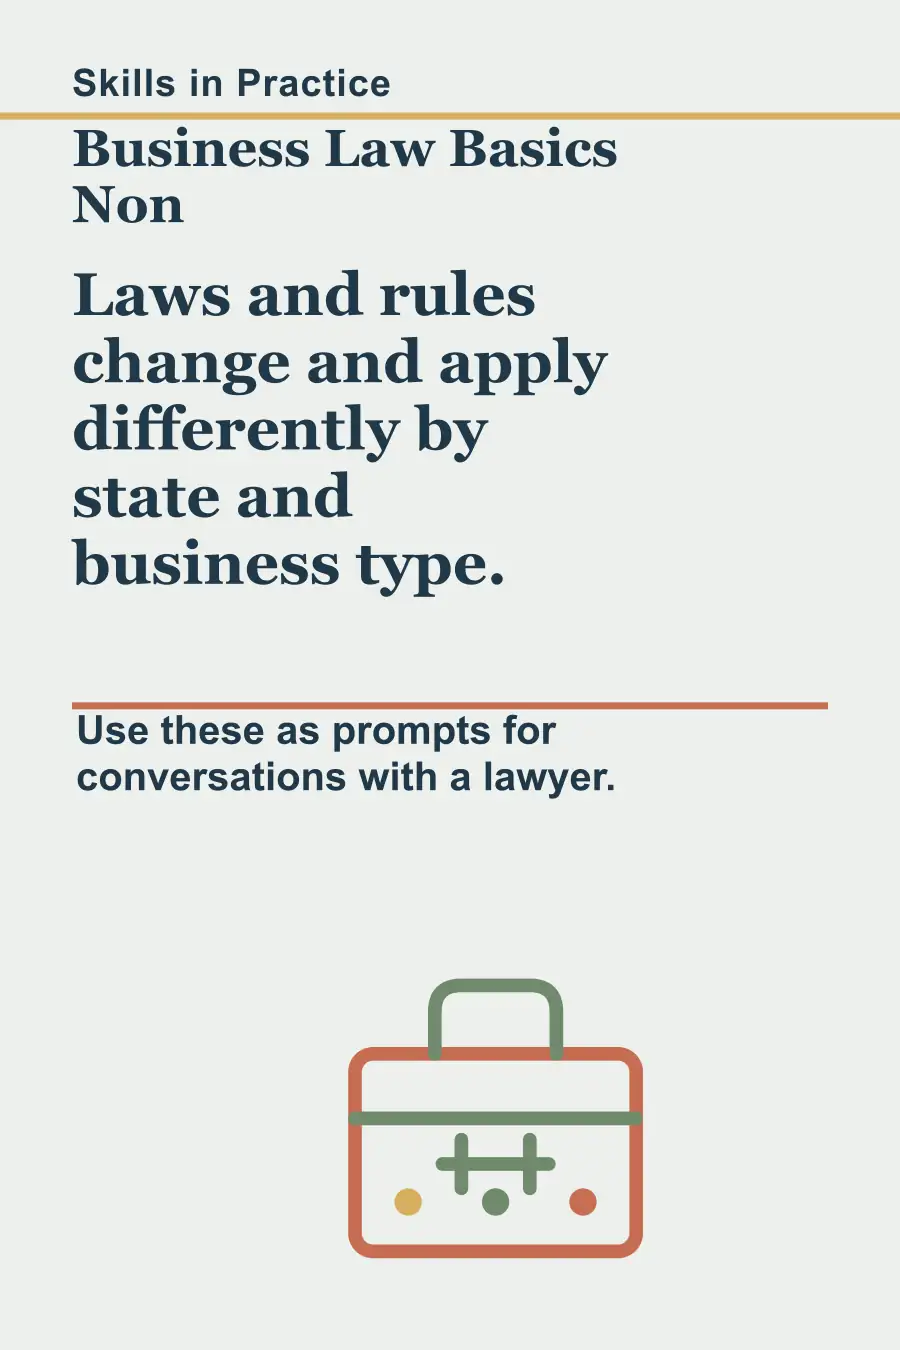 Skills in Practice
Business Law Basics
Non
Laws and rules
change and apply
differently by
state and
business type.
Use these as prompts for
conversations with a lawyer.